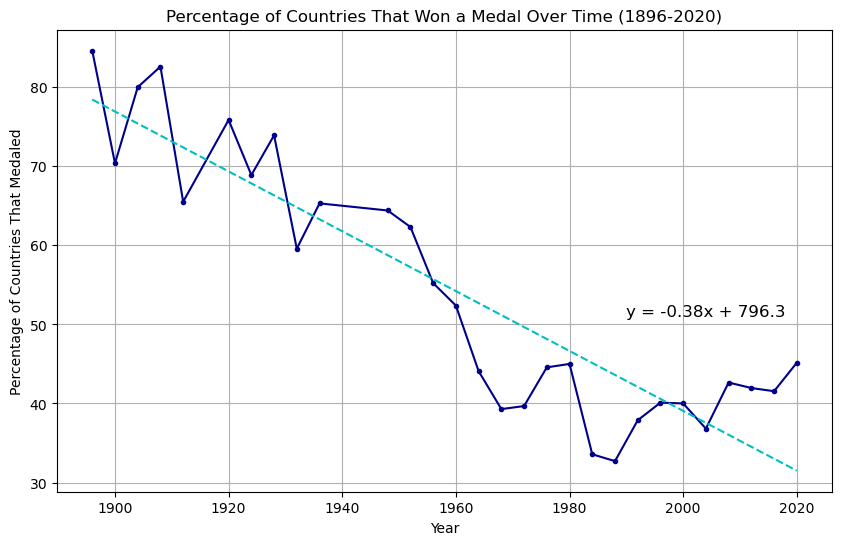 Percentage of Countries That Won a Medal Over Time (1896-2020)
Percentage of Countries That Medaled
80
70
60
50
40
30
y = -0.38x + 796.3
1900 1920 1940 1960 1980 2000 2020
Year